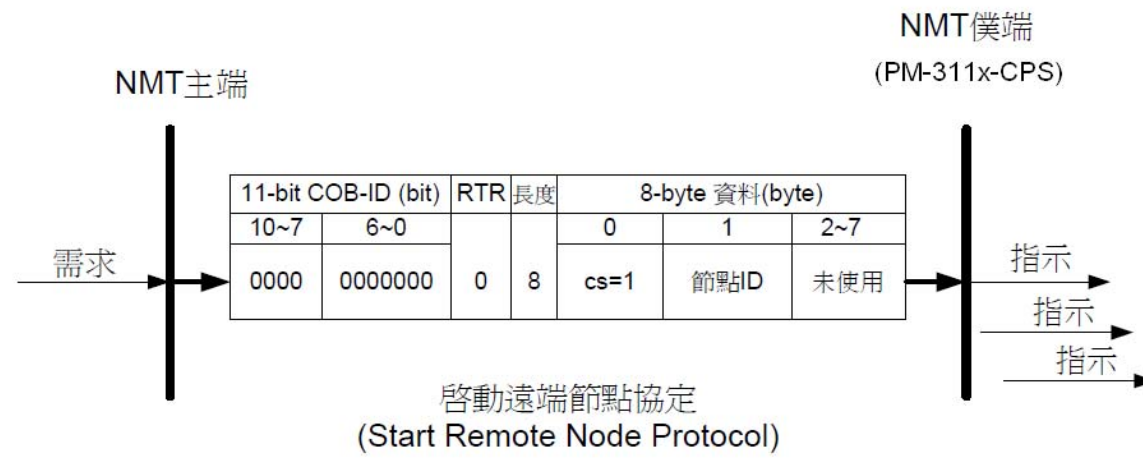 NMT僕端
(PM-311x-CPS)
NMT主端
11-bit COB-ID (bit) RTR 長度 8-byte 資料(byte)
10~7 6~0 0 1 2~7
需求 0000 0000000 0 8 cs=1 節點ID 未使用 指示
指示
指示
啓動遠端節點協定
(Start Remote Node Protocol)